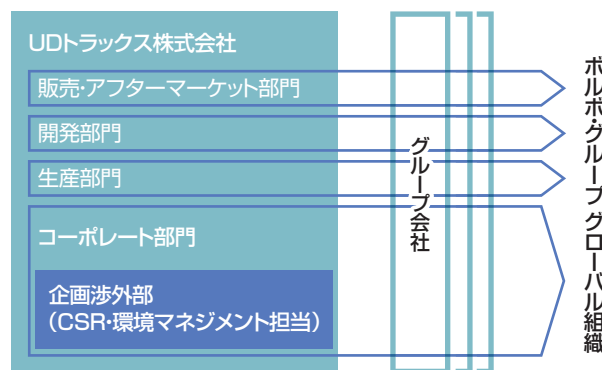 UDトラックス株式会社
販売・アフターマーケット部門
開発部門
生産部門
コーポレート部門
企画渉外部
（CSR・環境マネジメント担当）
グループ会社
ボルボ・グループ グローバル組織